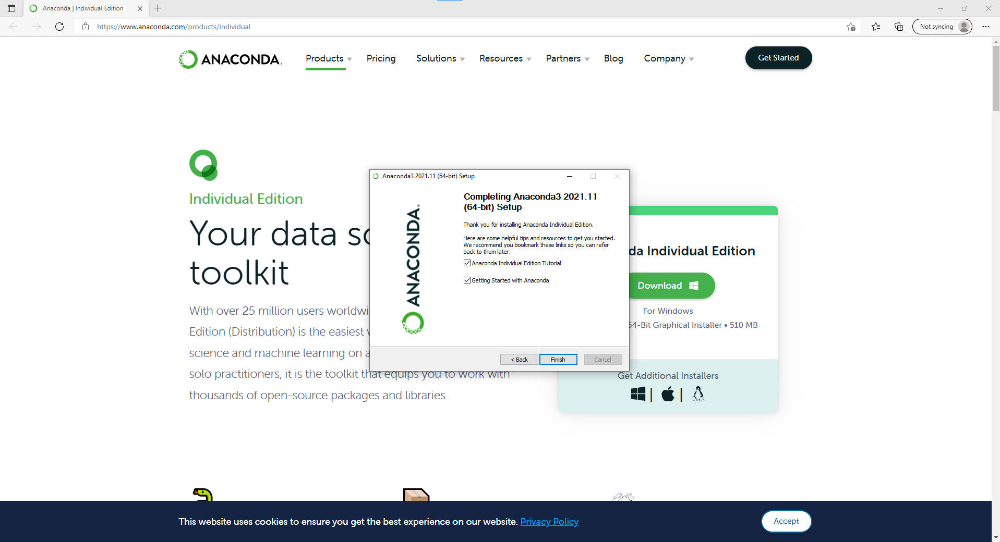 Anaconda | Individual Edition
https://www.anaconda.com/products/individual
Not syncing
ANACONDA.
Products
Pricing
Solutions
Resources
Partners
Blog
Company
Get Started
Individual Edition
Your data sc
toolkit
With over 25 million users worldwi
Edition (Distribution) is the easiest w
science and machine learning on a
solo practitioners, it is the toolkit that equips you to work with
thousands of open-source packages and libraries.
Anaconda3 2021.11 (64-bit) Setup
ANACONDA.
Completing Anaconda3 2021.11
(64-bit) Setup
Thank you for installing Anaconda Individual Edition.
Here are some helpful tips and resources to get you started.
We recommend you bookmark these links so you can refer
back to them later.
Anaconda Individual Edition Tutorial
Getting Started with Anaconda
< Back
Finish
Cancel
da Individual Edition
Download
For Windows
64-Bit Graphical Installer • 510 MB
Get Additional Installers
This website uses cookies to ensure you get the best experience on our website. Privacy Policy
Accept